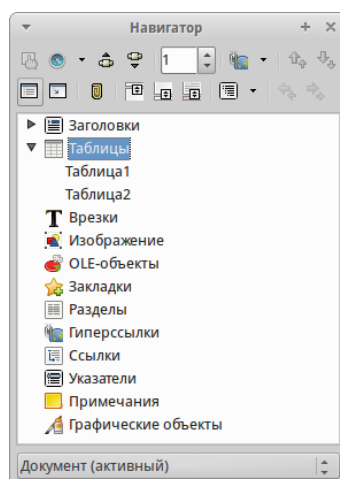 Навигатор
1
Заголовки
Таблицы
Таблица1
Таблица2
Врезки
Изображение
OLE-объекты
Закладки
Разделы
Гиперссылки
Ссылки
Указатели
Примечания
Графические объекты
Документ (активный)